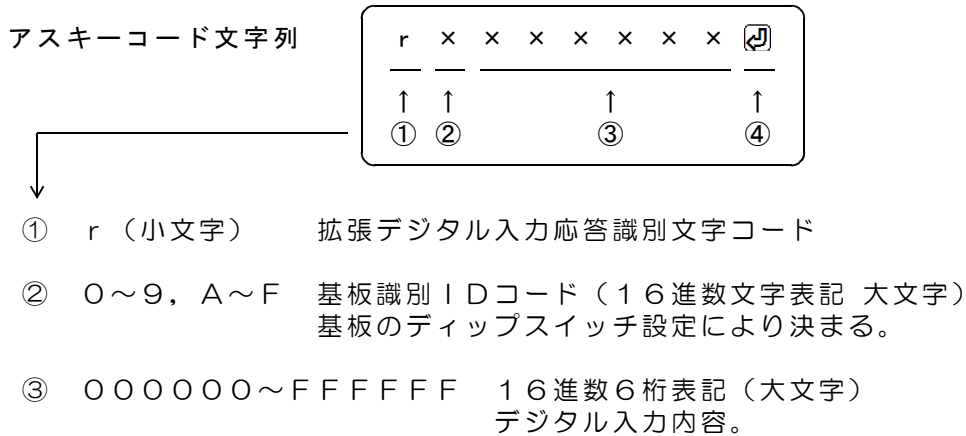 アスキーコード文字列
ｒ × × × × × × × ⏎
↑ ↑ ↑ ↑
① ② ③ ④
① ｒ（小文字） 拡張デジタル入力応答識別文字コード
② ０～９，Ａ～Ｆ 基板識別ＩＤコード（１６進数文字表記 大文字）
基板のディップスイッチ設定により決まる。
③ ００００００～ＦＦＦＦＦＦ １６進数６桁表記（大文字）
デジタル入力内容。